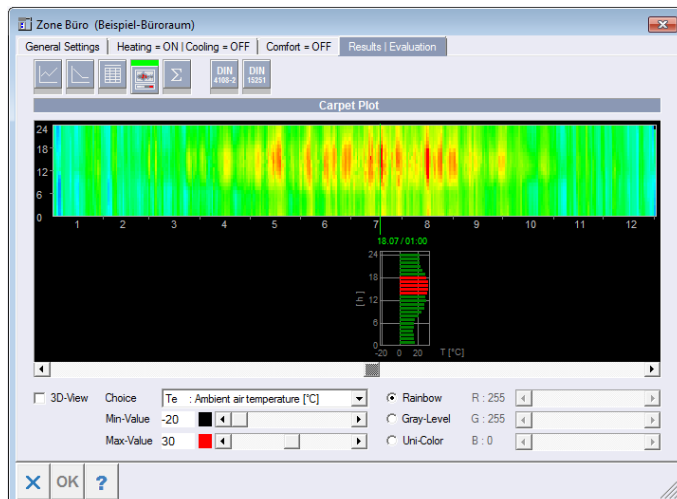 Zone Büro (Beispiel-Büroraum)
General Settings | Heating = ON | Cooling = OFF | Comfort = OFF | Results | Evaluation
DIN 4108-2 DIN 15251
Carpet Plot
24
18
12
6
0
1 2 3 4 5 6 7 8 9 10 11 12
18.07 / 01:00
24
18
[ h ]
12
6
0
-20 0 20 T [°C]
3D-View Choice Te : Ambient air temperature [°C] Rainbow R : 255
Min-Value -20 Gray-Level G : 255
Max-Value 30 Uni-Color B : 0
OK ?